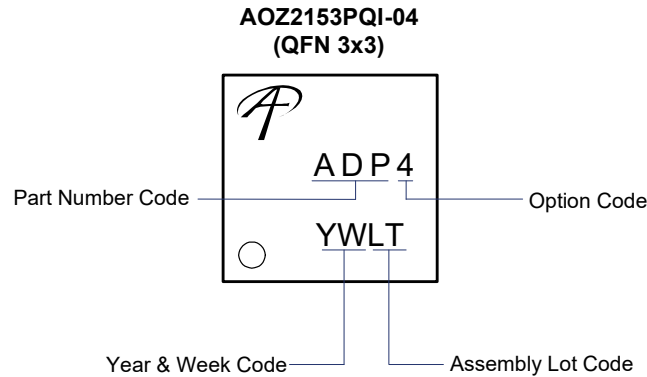 AOZ2153PQI-04
(QFN 3x3)
ADP4
Part Number Code
Option Code
YWLT
Year & Week Code
Assembly Lot Code